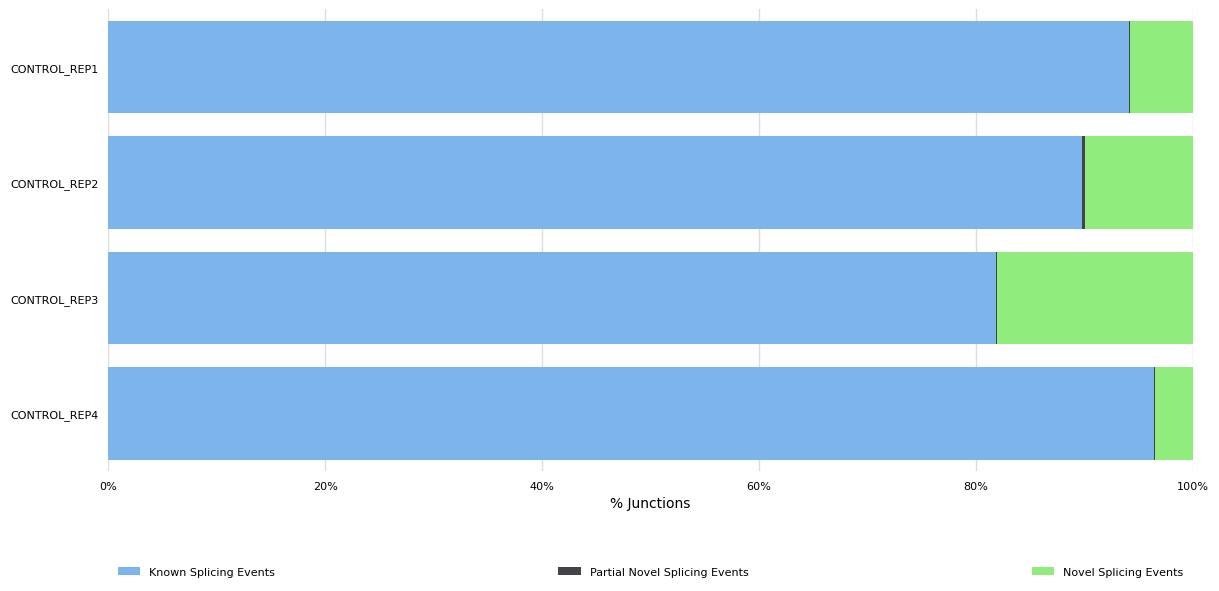 CONTROL_REP1
CONTROL_REP2
CONTROL_REP3
CONTROL_REP4
0% 20% 40% 60% 80% 100%
% Junctions
Known Splicing Events Partial Novel Splicing Events Novel Splicing Events